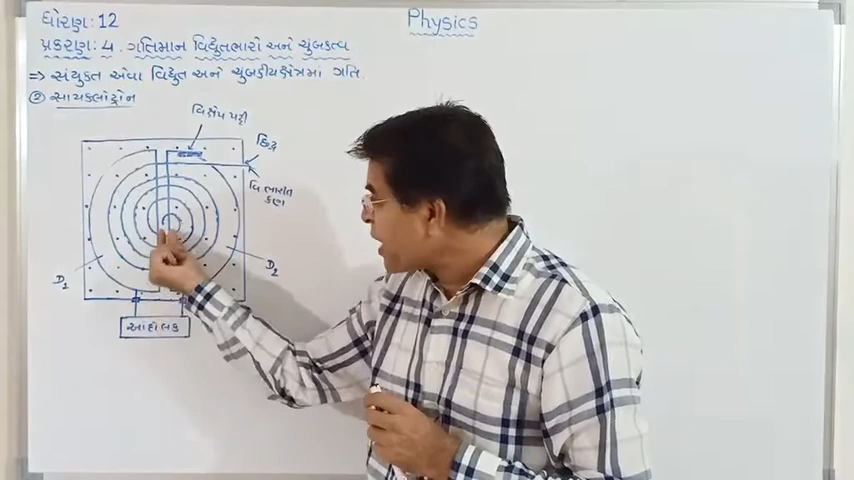 ધોરણ: 12
Physics
પ્રકરણ: 4. ગતિમાન વિદ્યુતભારો અને ચુંબકત્વ
=> સંયુક્ત એવા વિદ્યુત અને ચુંબકીયક્ષેત્રમાં ગતિ.
② સાયક્લોટ્રોન
વિક્ષેપ પટ્ટી
છિદ્ર
વિ.ભારીત
કણ
D1
D2
આંદોલક